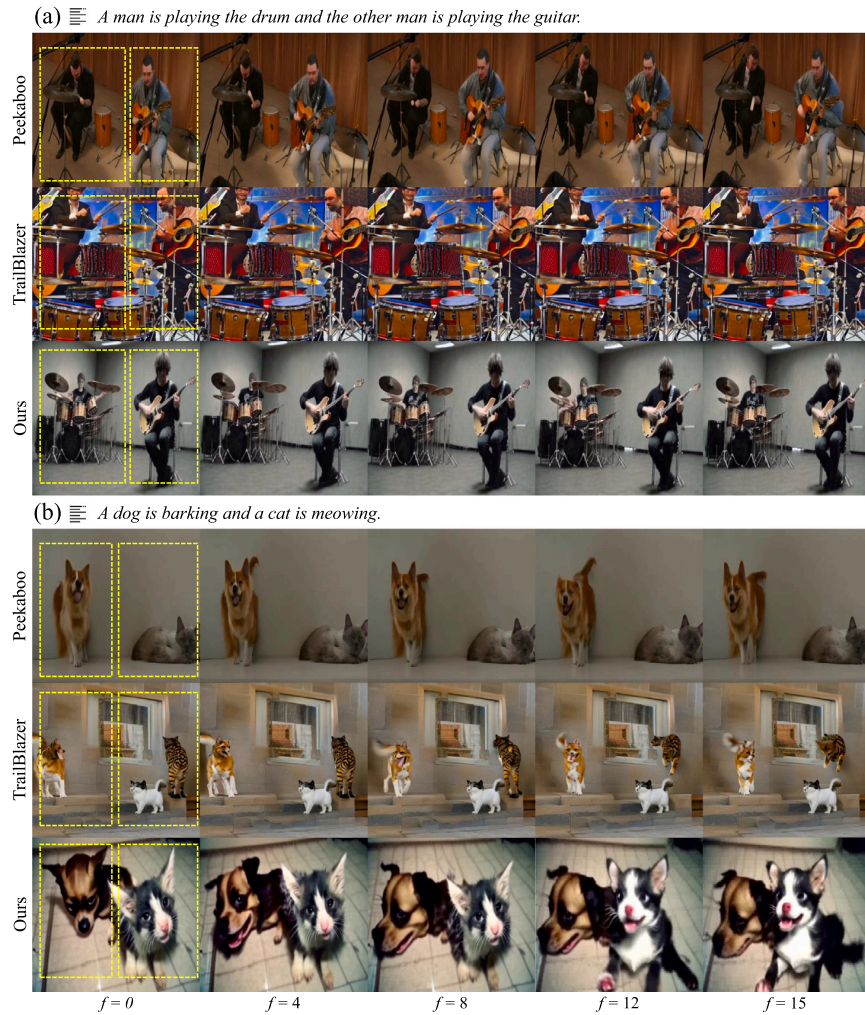 (a) A man is playing the drum and the other man is playing the guitar.
Peekaboo
TrailBlazer
Ours
(b) A dog is barking and a cat is meowing.
Peekaboo
TrailBlazer
Ours
f = 0 f = 4 f = 8 f = 12 f = 15